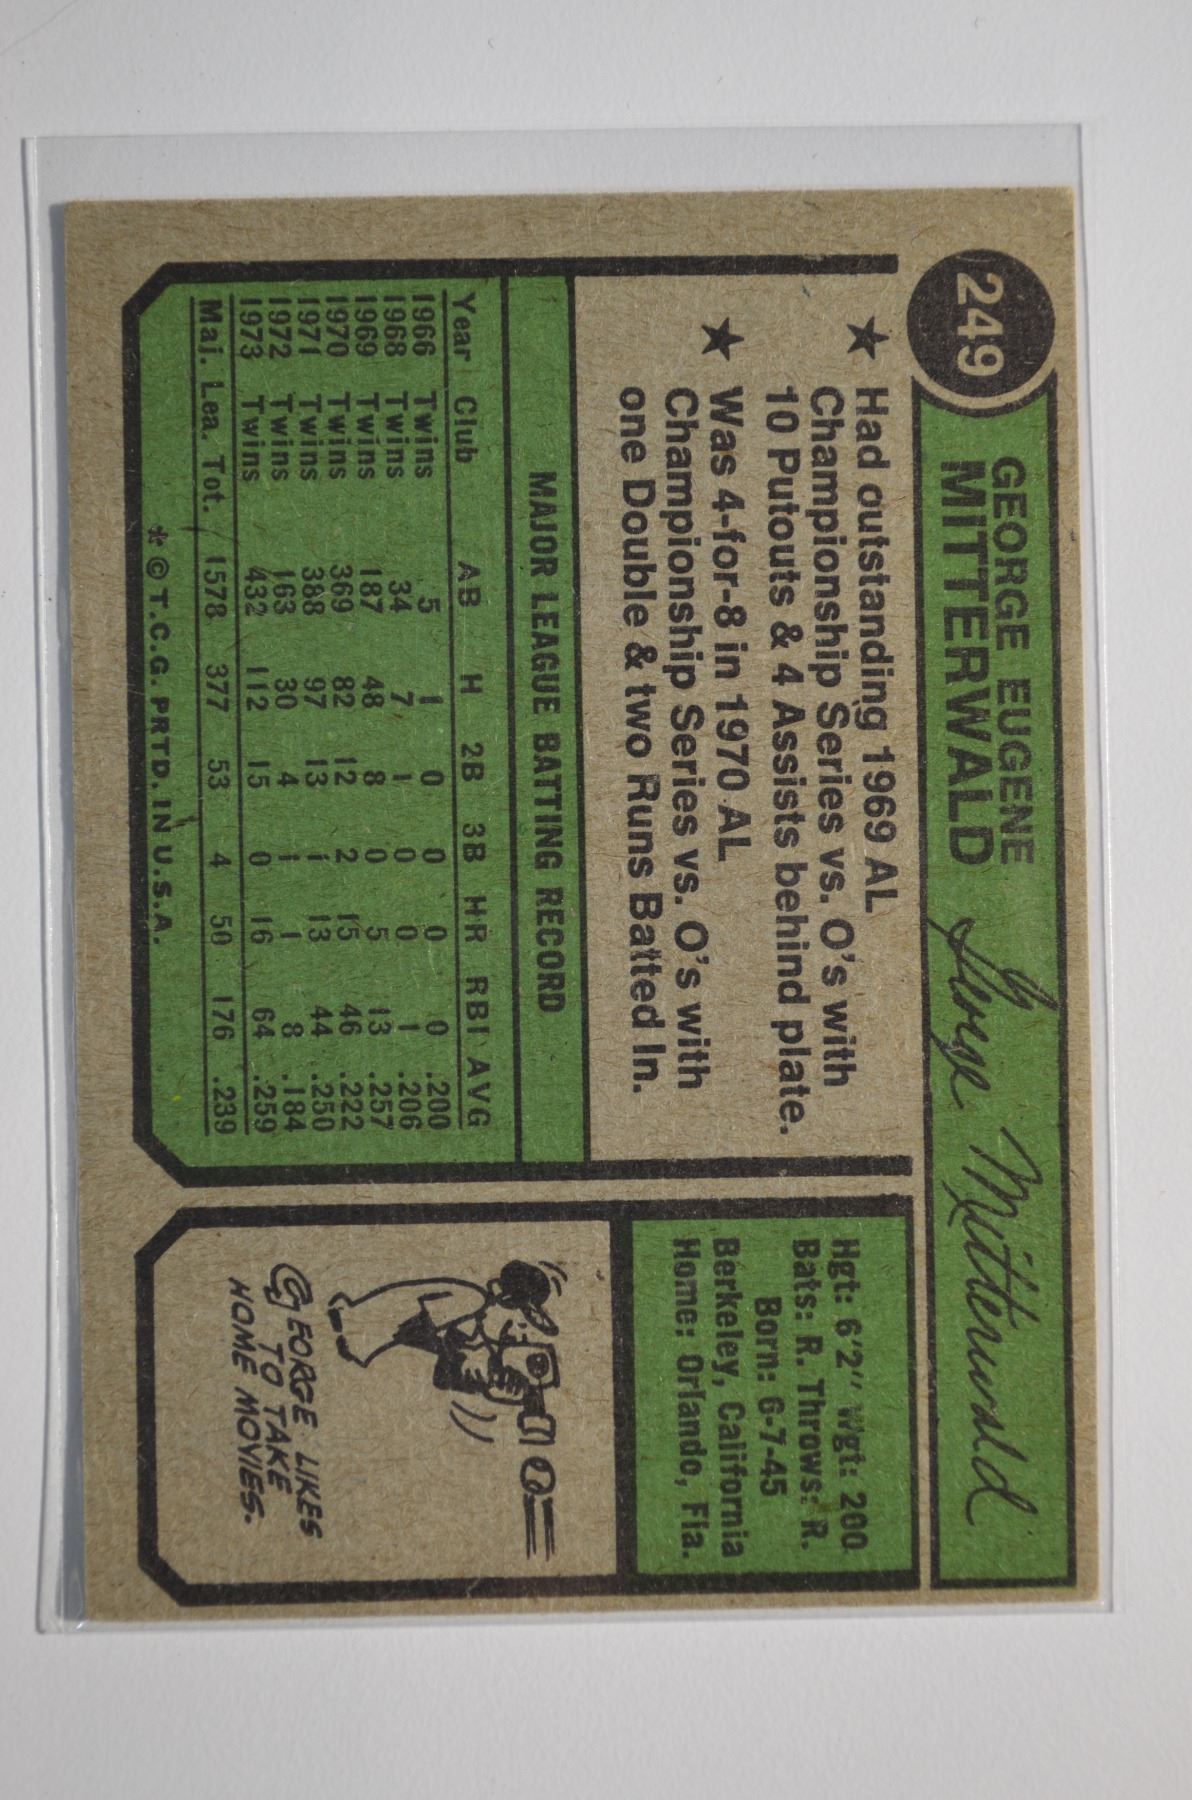 249
GEORGE EUGENE
MITTERWALD
George Mitterwald
★ Had outstanding 1969 AL
Championship Series vs. O's with
10 Putouts & 4 Assists behind plate.
★ Was 4-for-8 in 1970 AL
Championship Series vs. O's with
one Double & two Runs Batted In.
Hgt: 6'2" Wgt: 200
Bats: R. Throws: R.
Born: 6-7-45
Berkeley, California
Home: Orlando, Fla.
MAJOR LEAGUE BATTING RECORD
Year Club AB H 2B 3B HR RBI AVG
1966 Twins 5 1 0 0 0 0 .200
1968 Twins 34 7 1 0 0 1 .206
1969 Twins 187 48 8 0 5 13 .257
1970 Twins 369 82 12 2 15 46 .222
1971 Twins 388 97 13 1 13 44 .250
1972 Twins 163 30 4 1 1 8 .184
1973 Twins 432 112 15 0 16 64 .259
Maj. Lea. Tot. 1578 377 53 4 50 176 .239
* © T.C.G. PRTD. IN U.S.A.
GEORGE LIKES
TO TAKE
HOME MOVIES.